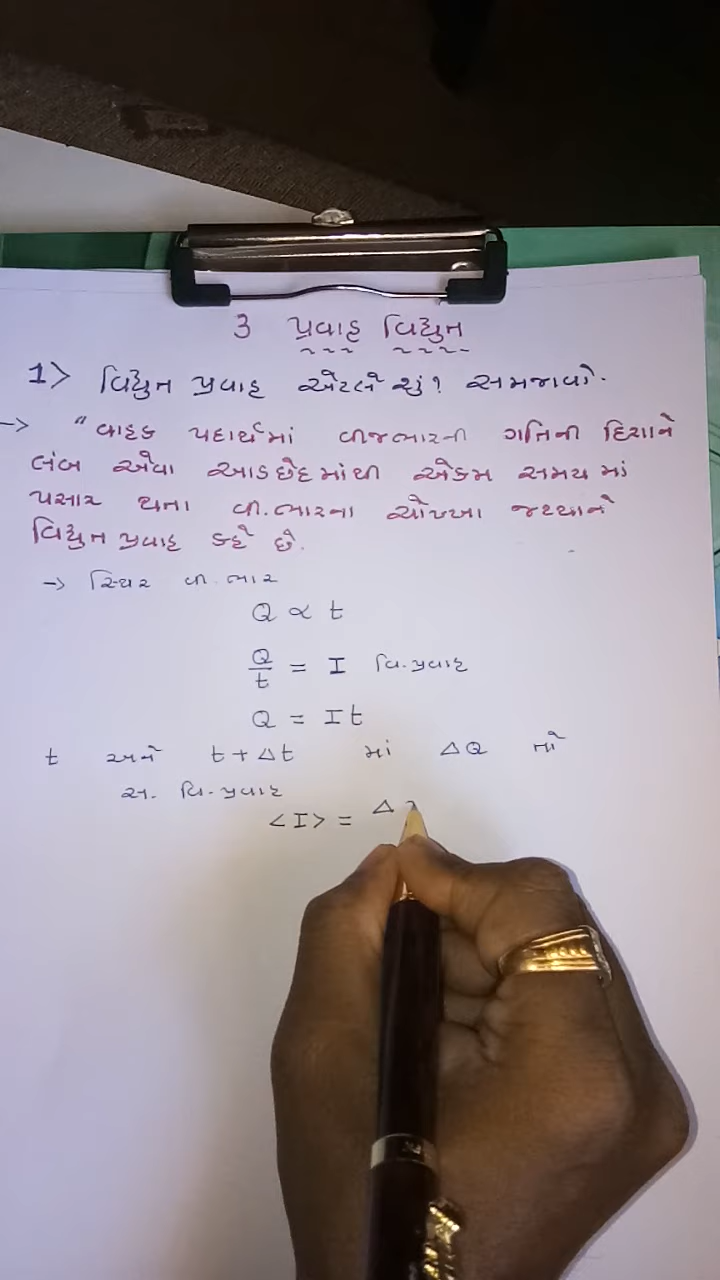 3 પ્રવાહ વિદ્યુત
1> વિદ્યુત પ્રવાહ એટલે શું? સમજાવો.
-> "વાહક પદાર્થમાં વીજભારની ગતિની દિશાને
લંબ એવા આડછેદમાંથી એકમ સમયમાં
પસાર થતા વી.ભારના ચોખ્ખા જથ્થાને
વિદ્યુત પ્રવાહ કહે છે.
-> સ્થિર વી.ભાર
Q ∝ t
Q/t = I વિ.પ્રવાહ
Q = It
t અને t+Δt માં ΔQ નો
સ. વિ.પ્રવાહ
<I> = Δ